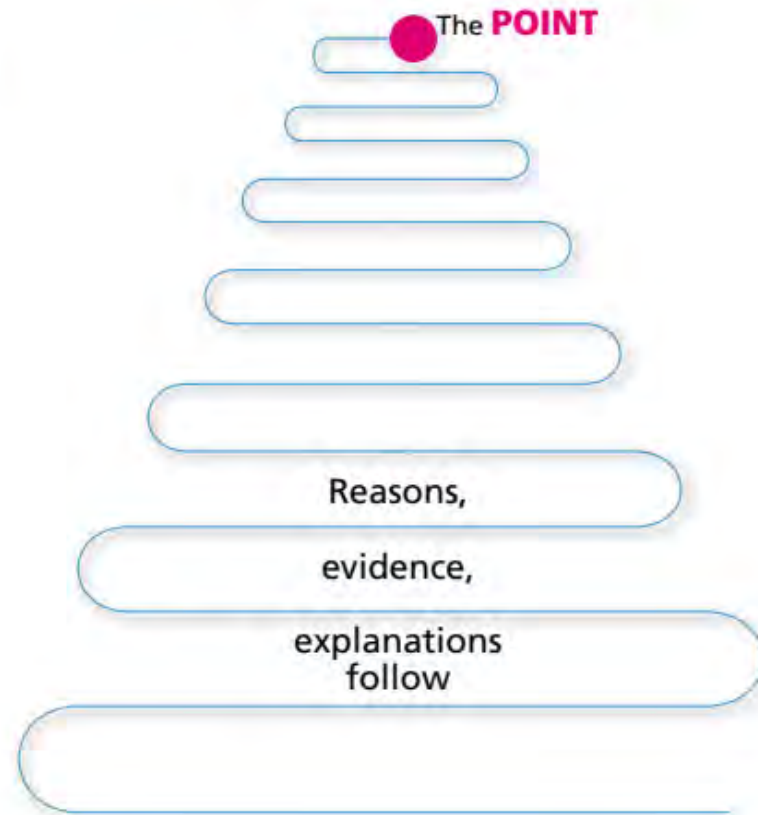 The POINT
Reasons,
evidence,
explanations
follow